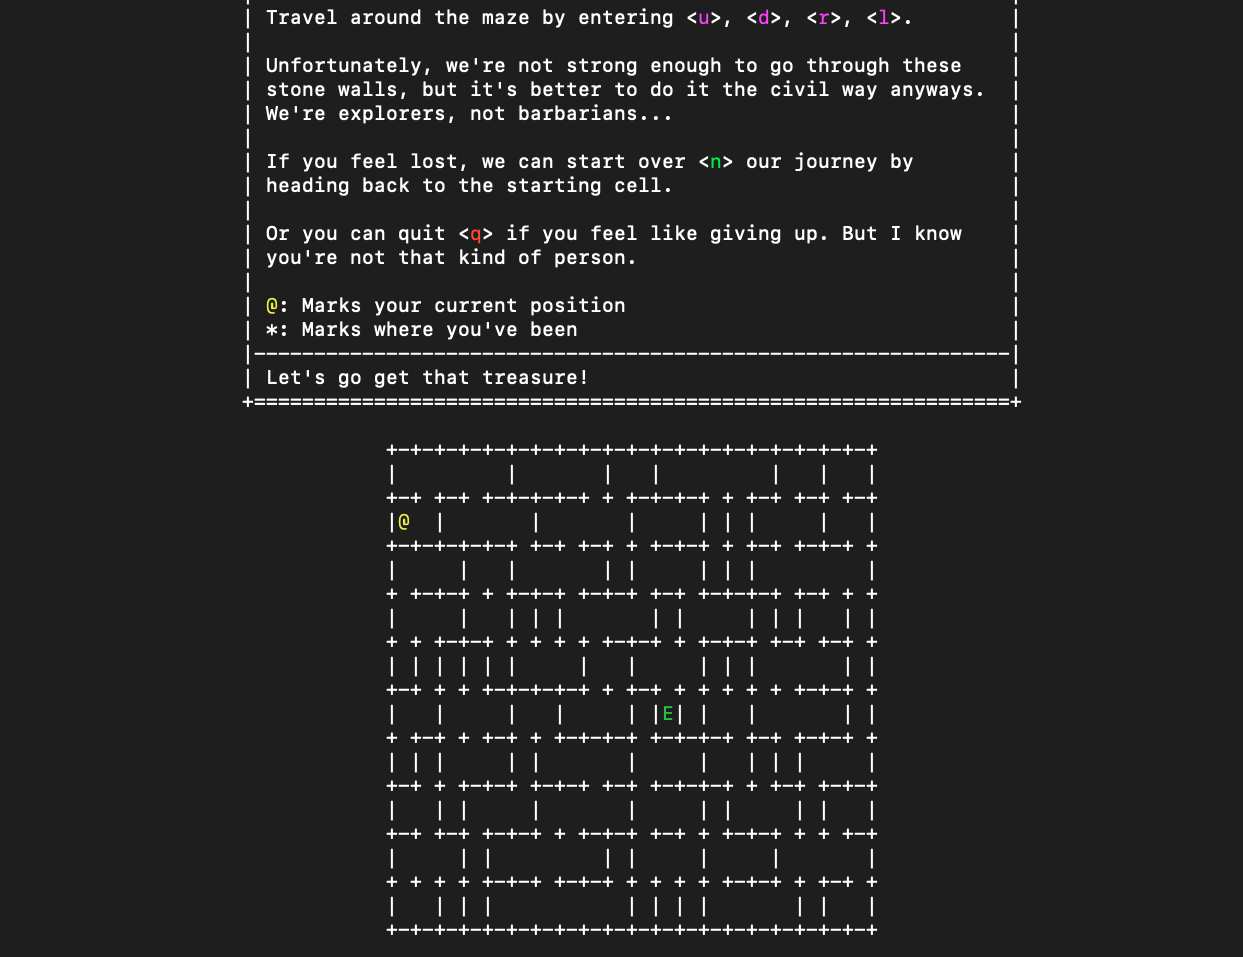 | Travel around the maze by entering <u>, <d>, <r>, <l>.        |
|                                                               |
| Unfortunately, we're not strong enough to go through these    |
| stone walls, but it's better to do it the civil way anyways.  |
| We're explorers, not barbarians...                            |
|                                                               |
| If you feel lost, we can start over <n> our journey by        |
| heading back to the starting cell.                            |
|                                                               |
| Or you can quit <q> if you feel like giving up. But I know    |
| you're not that kind of person.                               |
|                                                               |
| @: Marks your current position                                |
| *: Marks where you've been                                    |
|---------------------------------------------------------------|
| Let's go get that treasure!                                   |
+===============================================================+
+-+-+-+-+-+-+-+-+-+-+-+-+-+-+-+-+-+-+-+-+
|         |       |   |         |   |   |
+-+ +-+ +-+-+-+-+ + +-+-+-+ + +-+ +-+ +-+
|@  |       |       |     | | |     |   |
+-+-+-+-+-+ +-+ +-+ + +-+-+ + +-+ +-+-+ +
|     |   |       | |     | | |         |
+ +-+-+ + +-+-+ +-+-+ +-+ +-+-+-+ +-+ + +
|     |   | | |       | |     | | |   | |
+ + +-+-+ + + + + +-+-+ + +-+-+ +-+ +-+ +
| | | | | |     |   |     | | |       | |
+-+ + + +-+-+-+-+ + +-+ + + + + + +-+-+ +
|   |     |   |     | |E| |   |       | |
+ +-+ + +-+ + +-+-+-+ +-+-+-+ +-+ +-+-+ +
| | |     | |       |     |   | | |     |
+-+ + +-+-+ +-+-+ +-+ +-+-+-+ + +-+ +-+-+
|   | |     |       |     | |     | |   |
+-+ +-+ +-+-+ + +-+-+ +-+ + +-+-+ + + +-+
|     | |         | |     |     |       |
+ + + + +-+-+ +-+-+ + + + + +-+-+ + +-+ +
|   | | |           | | | |       | |   |
+-+-+-+-+-+-+-+-+-+-+-+-+-+-+-+-+-+-+-+-+